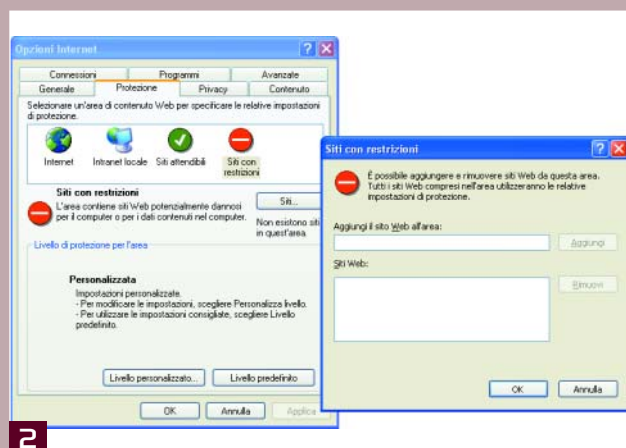 Opzioni Internet
Connessioni Programmi Avanzate
Generale Protezione Privacy Contenuto
Selezionare un'area di contenuto Web per specificare le relative impostazioni
di protezione.
Internet Intranet locale Siti attendibili Siti con
restrizioni
Siti con restrizioni
L'area contiene siti Web potenzialmente dannosi
per il computer o per i dati contenuti nel computer.
Siti...
Non esistono siti
in quest'area.
Livello di protezione per l'area
Personalizzata
Impostazioni personalizzate.
- Per modificare le impostazioni, scegliere Personalizza livello.
- Per utilizzare le impostazioni consigliate, scegliere Livello
predefinito.
Livello personalizzato... Livello predefinito
OK Annulla Applica
Siti con restrizioni
È possibile aggiungere e rimuovere siti Web da questa area.
Tutti i siti Web compresi nell'area utilizzeranno le relative
impostazioni di protezione.
Aggiungi il sito Web all'area:
Aggiungi
Siti Web:
Rimuovi
OK Annulla
2